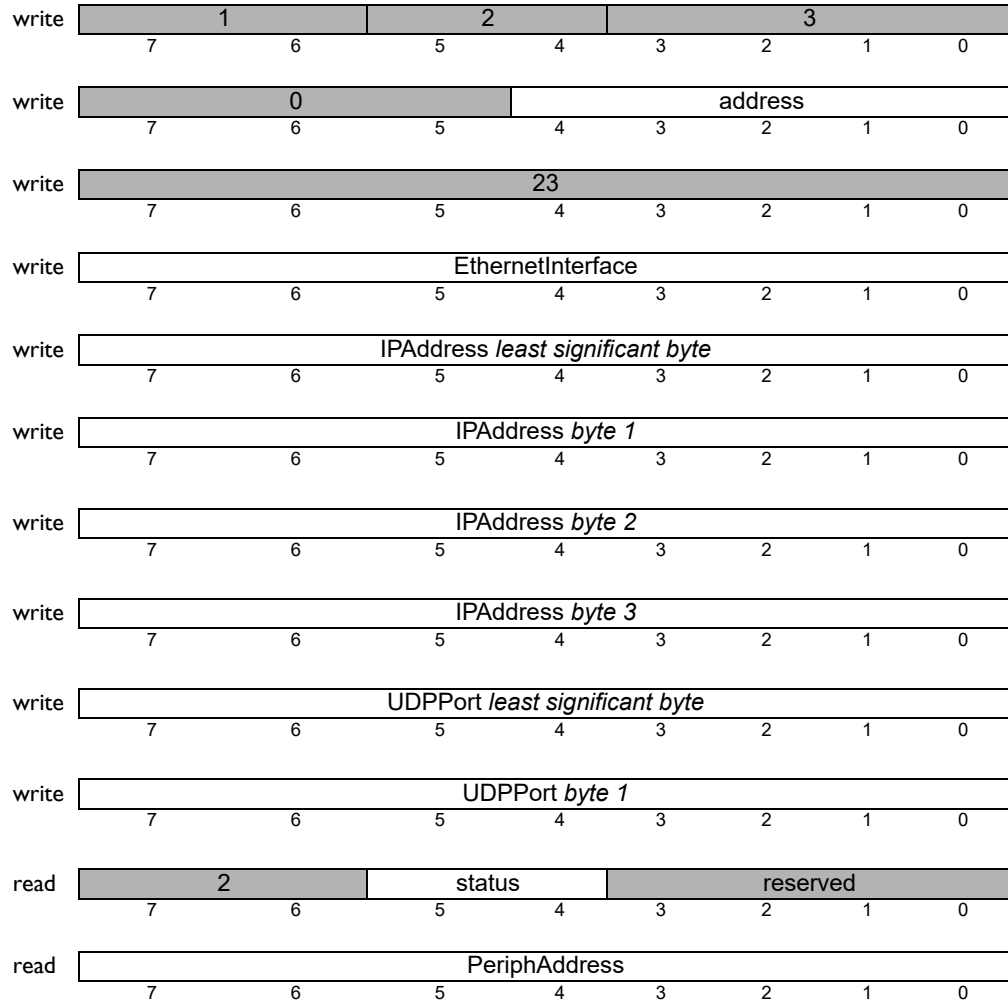 write 1 2 3
7 6 5 4 3 2 1 0
write 0 address
7 6 5 4 3 2 1 0
write 23
7 6 5 4 3 2 1 0
write EthernetInterface
7 6 5 4 3 2 1 0
write IPAddress least significant byte
7 6 5 4 3 2 1 0
write IPAddress byte 1
7 6 5 4 3 2 1 0
write IPAddress byte 2
7 6 5 4 3 2 1 0
write IPAddress byte 3
7 6 5 4 3 2 1 0
write UDPPort least significant byte
7 6 5 4 3 2 1 0
write UDPPort byte 1
7 6 5 4 3 2 1 0
read 2 status reserved
7 6 5 4 3 2 1 0
read PeriphAddress
7 6 5 4 3 2 1 0